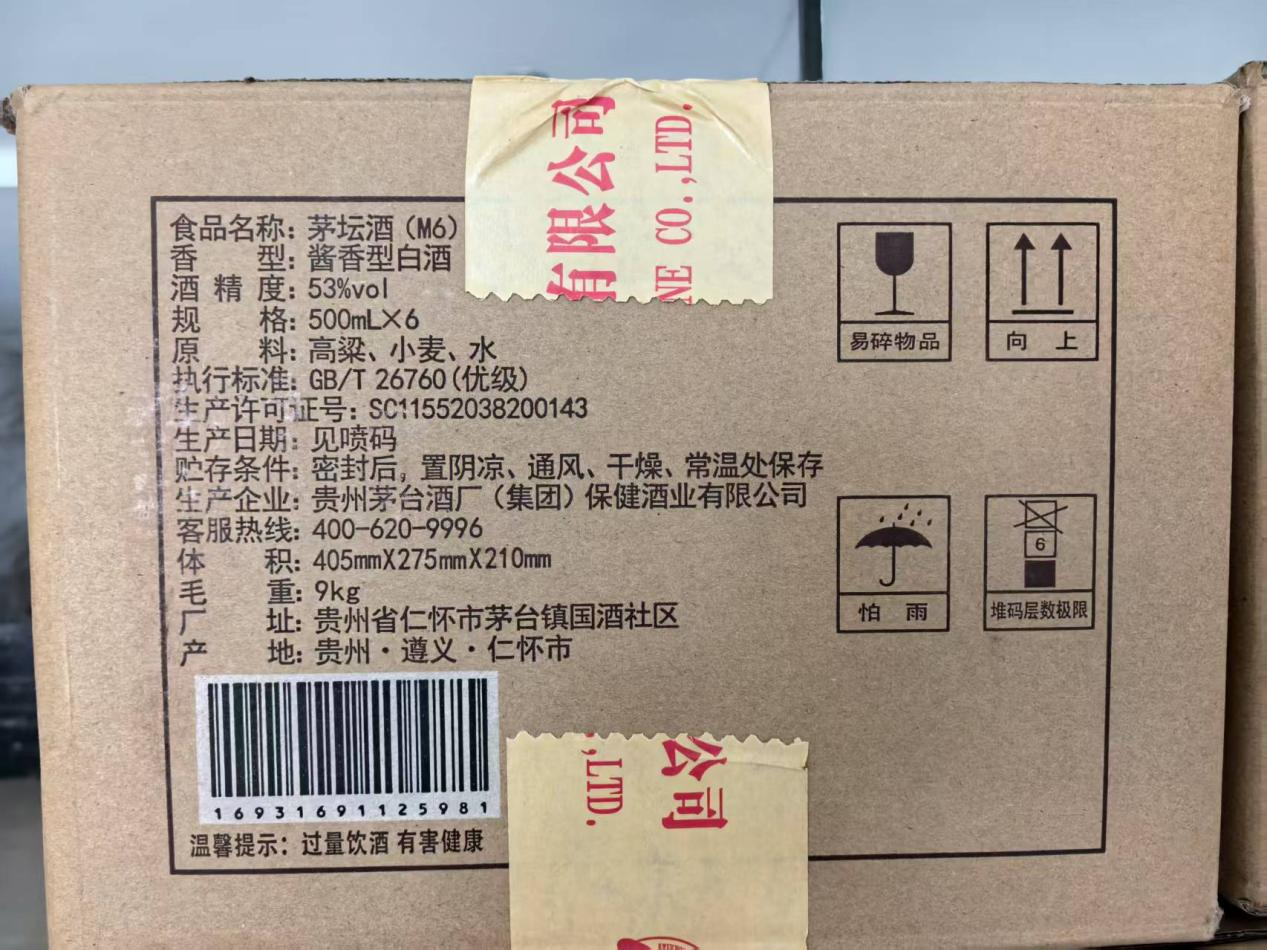 有限公司
NE CO.,LTD.
食品名称：茅坛酒（M6）
香型：酱香型白酒
酒精度：53%vol
规格：500mL×6
原料：高粱、小麦、水
执行标准：GB/T 26760(优级)
生产许可证号：SC11552038200143
生产日期：见喷码
贮存条件：密封后，置阴凉、通风、干燥、常温处保存
生产企业：贵州茅台酒厂（集团）保健酒业有限公司
客服热线：400-620-9996
体积：405mmX275mmX210mm
毛重：9kg
厂址：贵州省仁怀市茅台镇国酒社区
产地：贵州·遵义·仁怀市
16931691125981
温馨提示：过量饮酒 有害健康
易碎物品
向上
怕雨
6
堆码层数极限
.,LTD.
公司